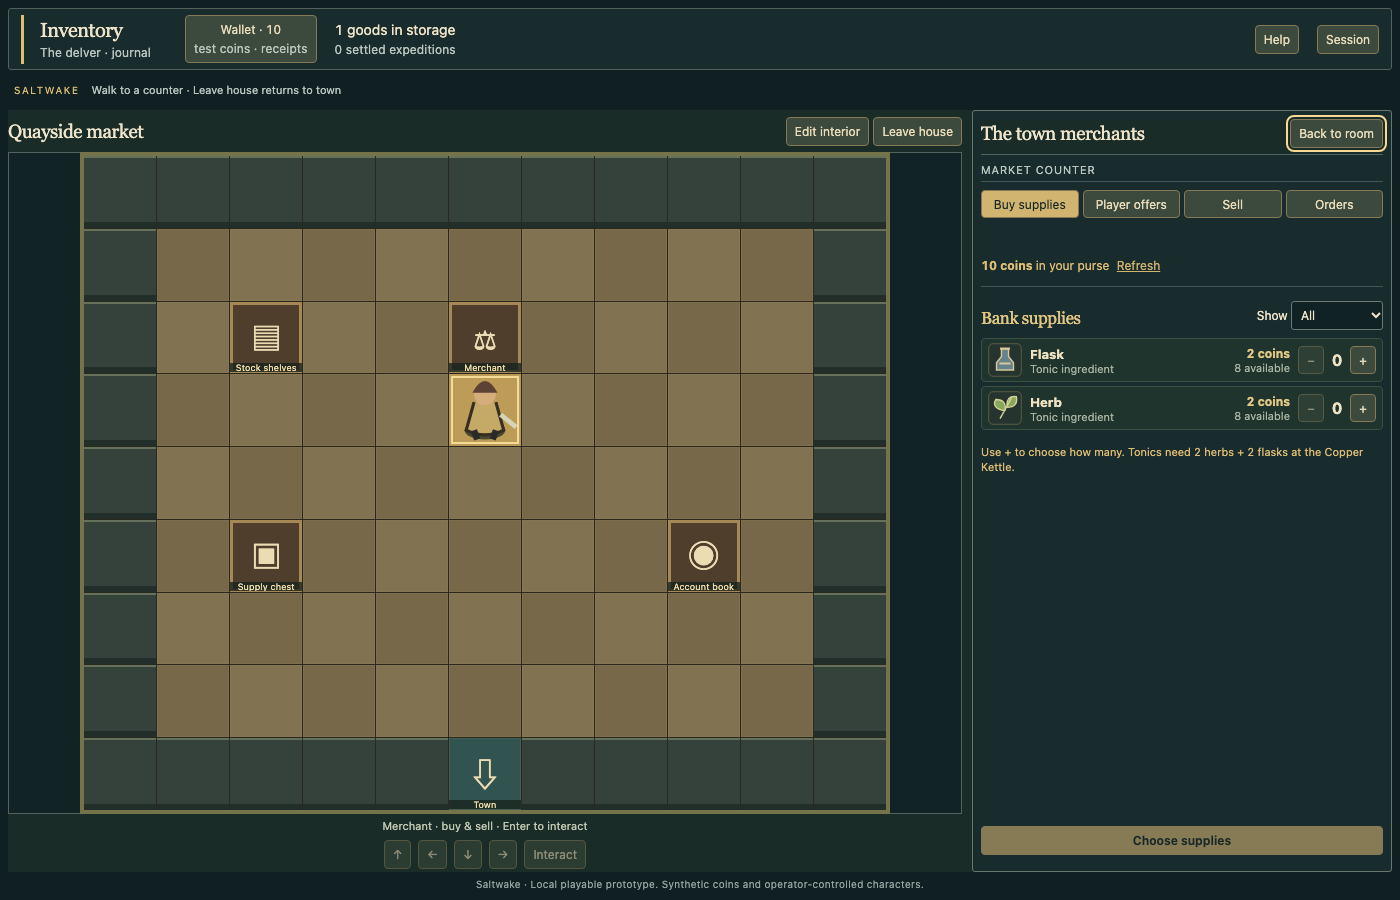 Inventory
The delver · journal
Wallet · 10
test coins · receipts
1 goods in storage
0 settled expeditions
Help
Session
SALTWAKE Walk to a counter · Leave house returns to town
Quayside market
Edit interior
Leave house
Stock shelves
Merchant
Supply chest
Account book
Town
Merchant · buy & sell · Enter to interact
↑ ← ↓ → Interact
The town merchants
Back to room
MARKET COUNTER
Buy supplies
Player offers
Sell
Orders
10 coins in your purse Refresh
Bank supplies
Show All
Flask
Tonic ingredient
2 coins
8 available
− 0 +
Herb
Tonic ingredient
2 coins
8 available
− 0 +
Use + to choose how many. Tonics need 2 herbs + 2 flasks at the Copper
Kettle.
Choose supplies
Saltwake · Local playable prototype. Synthetic coins and operator-controlled characters.